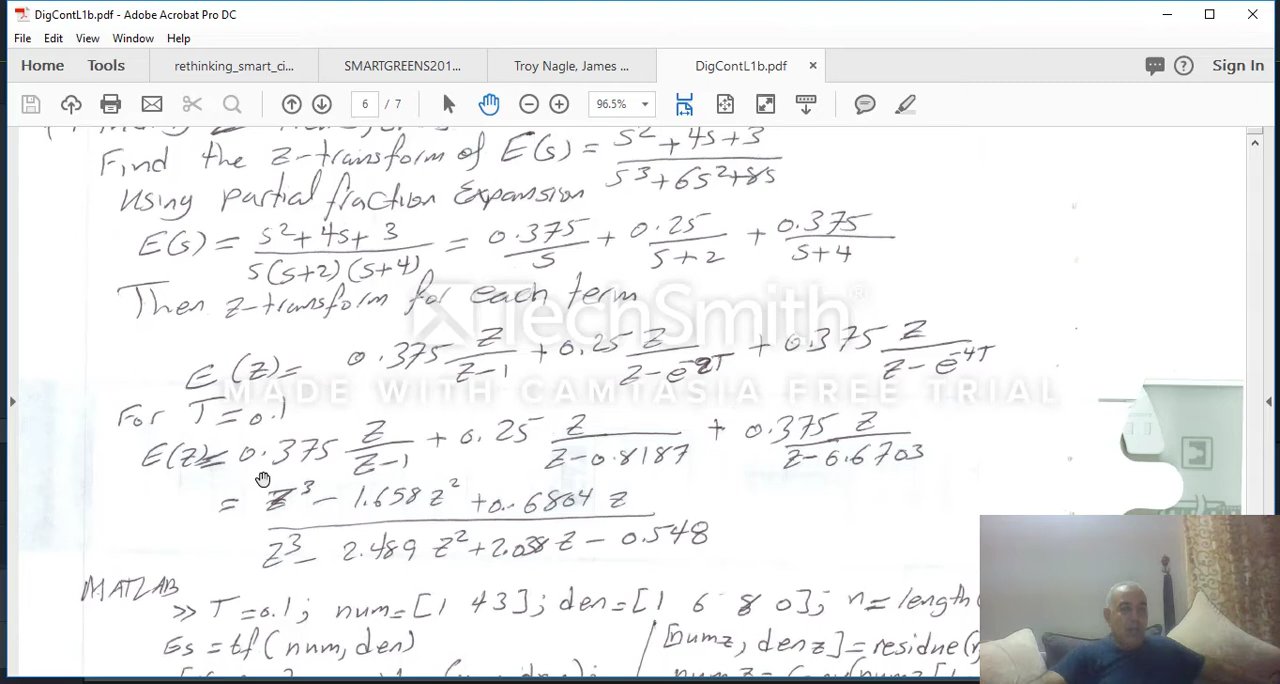 DigContL1b.pdf - Adobe Acrobat Pro DC
File Edit View Window Help
Home Tools rethinking_smart_ci... SMARTGREENS201... Troy Nagle, James ... DigContL1b.pdf × Sign In
6 / 7 96.5%
Find the z-transform of E(s) = (s² + 4s + 3) / (s³ + 6s² + 8s)
Using partial fraction Expansion
E(s) = (s² + 4s + 3) / (s(s+2)(s+4)) = 0.375/s + 0.25/(s+2) + 0.375/(s+4)
Then z-transform for each term
TechSmith®
E(z) = 0.375 z/(z-1) + 0.25 z/(z - e^-2T) + 0.375 z/(z - e^-4T)
MADE WITH CAMTASIA FREE TRIAL
For T = 0.1
E(z) = 0.375 z/(z-1) + 0.25 z/(z - 0.8187) + 0.375 z/(z - 0.6703)
= (z³ - 1.658 z² + 0.6804 z) / (z³ - 2.489 z² + 2.038 z - 0.548)
MATLAB
>> T = 0.1; num = [1 4 3]; den = [1 6 8 0]; n = length(
Es = tf(num, den) [numz, denz] = residue(r